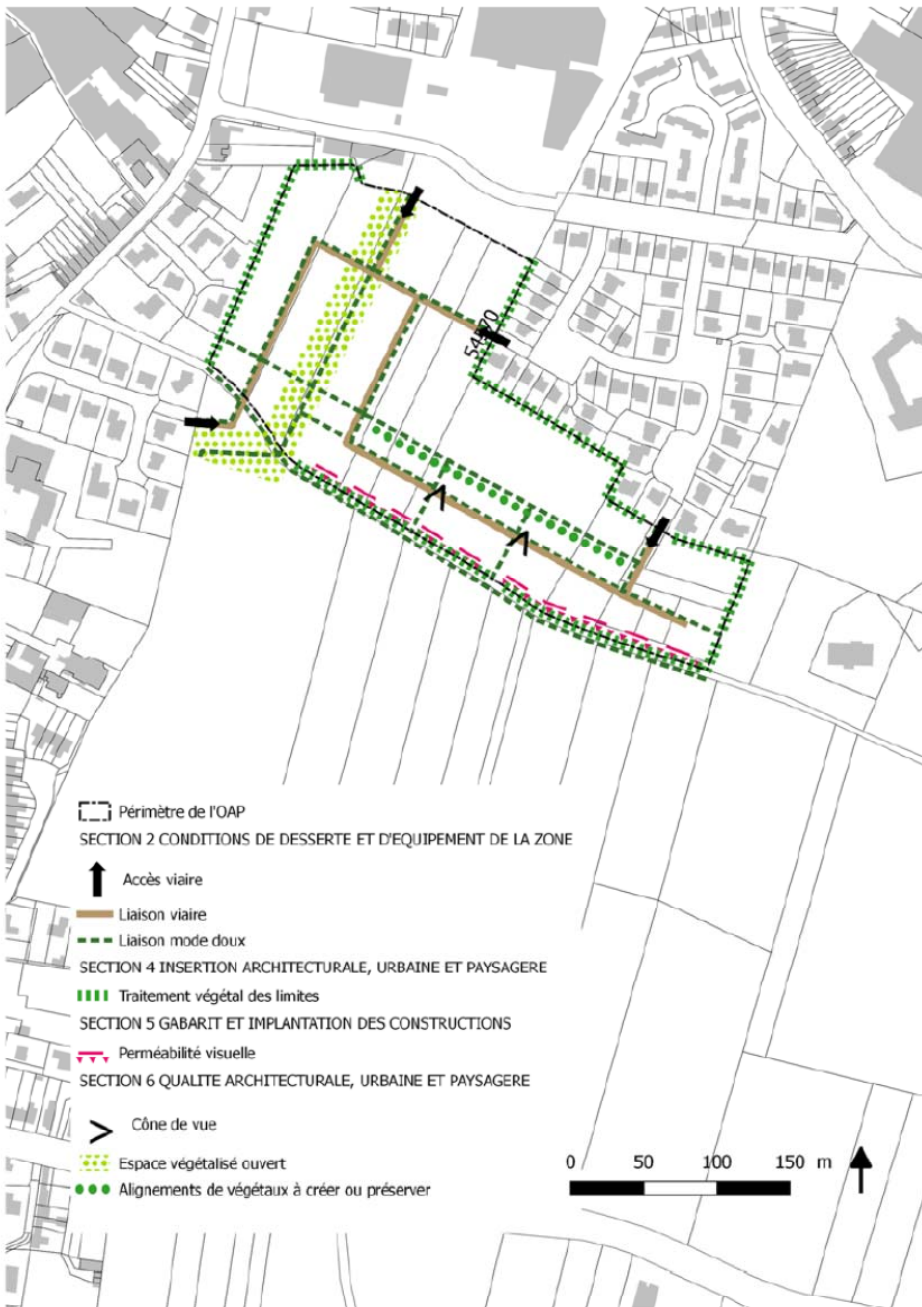 Périmètre de l'OAP
SECTION 2 CONDITIONS DE DESSERTE ET D'EQUIPEMENT DE LA ZONE
Accès viaire
Liaison viaire
Liaison mode doux
SECTION 4 INSERTION ARCHITECTURALE, URBAINE ET PAYSAGERE
Traitement végétal des limites
SECTION 5 GABARIT ET IMPLANTATION DES CONSTRUCTIONS
Perméabilité visuelle
SECTION 6 QUALITE ARCHITECTURALE, URBAINE ET PAYSAGERE
Cône de vue
Espace végétalisé ouvert
Alignements de végétaux à créer ou préserver
0 50 100 150 m